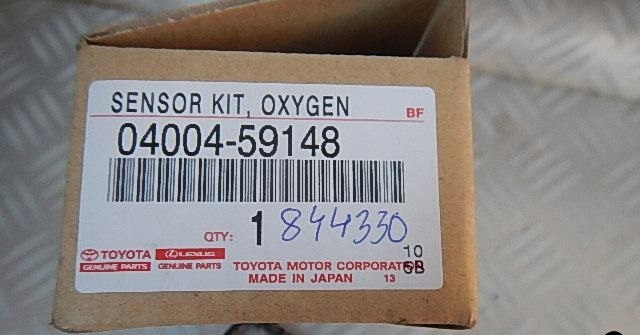 SENSOR KIT, OXYGEN
BF
04004-59148
QTY: 1 844330
TOYOTA LEXUS
GENUINE PARTS GENUINE PARTS
10
TOYOTA MOTOR CORPORATION
MADE IN JAPAN 13